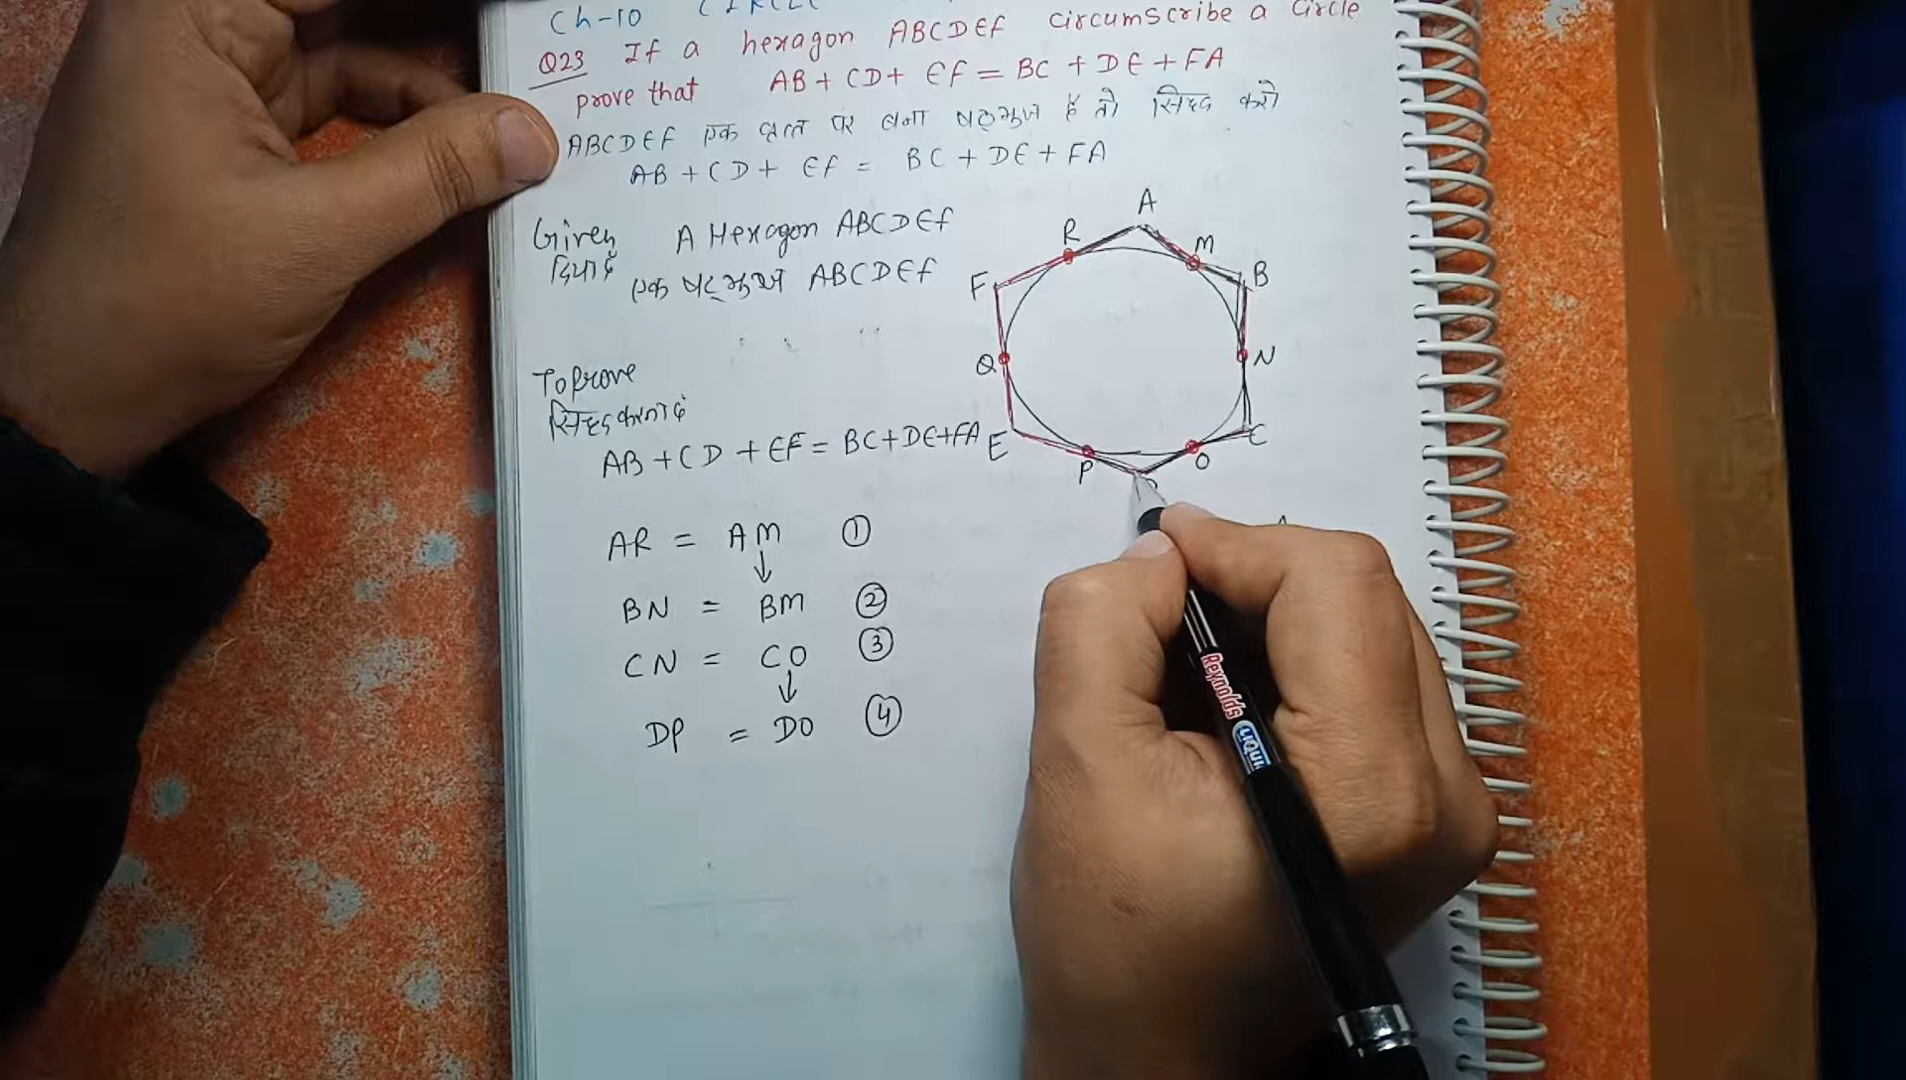 Ch-10 CIRCLE
Q23 If a hexagon ABCDEF circumscribe a circle
prove that AB + CD + EF = BC + DE + FA
ABCDEF एक वृत्त पर बना षट्भुज है तो सिद्ध करो
AB + CD + EF = BC + DE + FA
Given A Hexagon ABCDEF
दिया है एक षट्भुज ABCDEF
To Prove
सिद्ध करना है
AB + CD + EF = BC + DE + FA
AR = AM ①
↓
BN = BM ②
CN = CO ③
↓
DP = DO ④
A
R M
F B
Q N
E C
P O
Reynolds
LIQUI